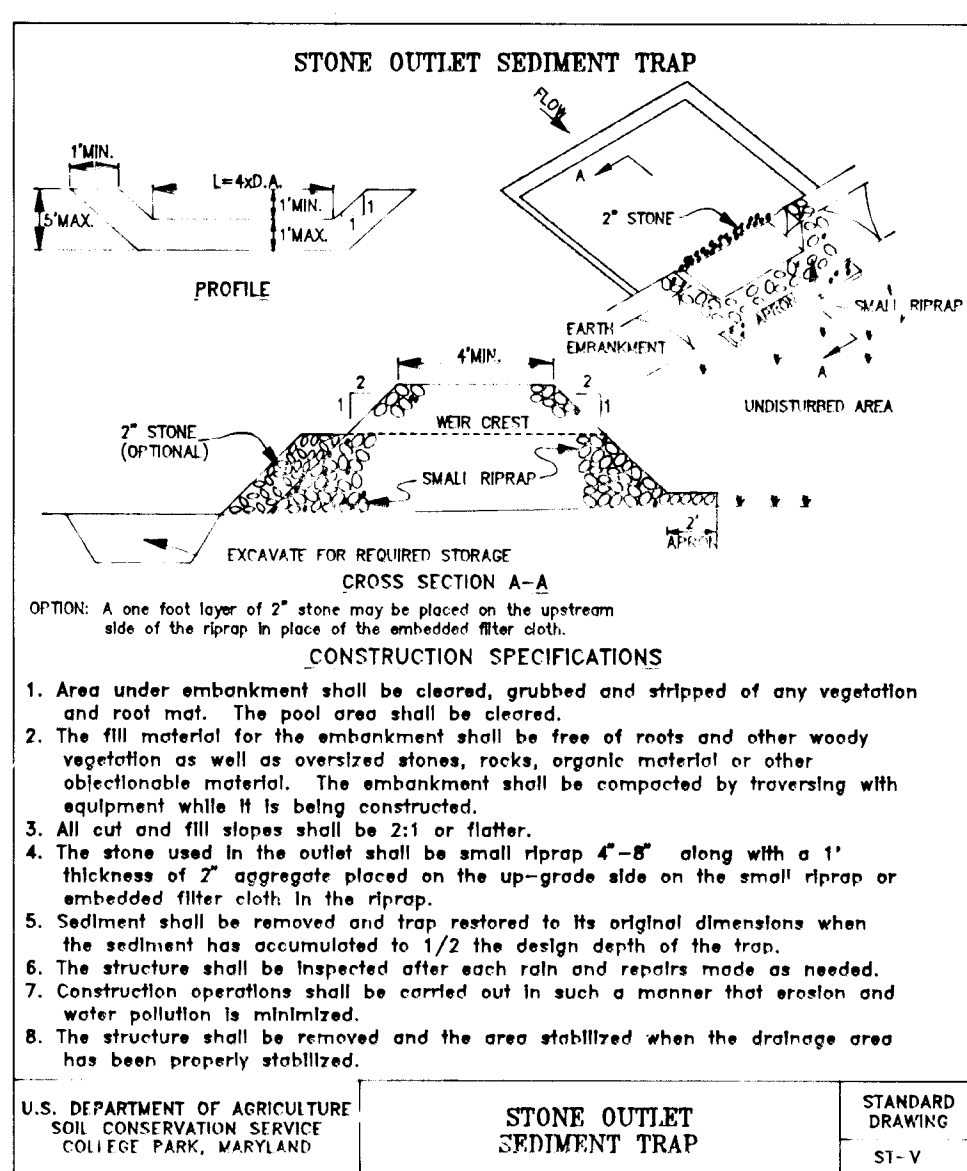 STONE OUTLET SEDIMENT TRAP
FLOW
1'MIN.
L=4xD.A.
1'MIN.
5'MAX.
1'MAX.
1
1
A
2" STONE
PROFILE
SMALL RIPRAP
APRON
EARTH
EMBANKMENT
A
4'MIN.
2
1
2
1
UNDISTURBED AREA
WEIR CREST
2" STONE
(OPTIONAL)
SMALL RIPRAP
2'
APRON
EXCAVATE FOR REQUIRED STORAGE
CROSS SECTION A-A
OPTION: A one foot layer of 2" stone may be placed on the upstream
side of the riprap in place of the embedded filter cloth.
CONSTRUCTION SPECIFICATIONS
1. Area under embankment shall be cleared, grubbed and stripped of any vegetation
and root mat. The pool area shall be cleared.
2. The fill material for the embankment shall be free of roots and other woody
vegetation as well as oversized stones, rocks, organic material or other
objectionable material. The embankment shall be compacted by traversing with
equipment while it is being constructed.
3. All cut and fill slopes shall be 2:1 or flatter.
4. The stone used in the outlet shall be small riprap 4"-8" along with a 1'
thickness of 2" aggregate placed on the up-grade side on the small riprap or
embedded filter cloth in the riprap.
5. Sediment shall be removed and trap restored to its original dimensions when
the sediment has accumulated to 1/2 the design depth of the trap.
6. The structure shall be inspected after each rain and repairs made as needed.
7. Construction operations shall be carried out in such a manner that erosion and
water pollution is minimized.
8. The structure shall be removed and the area stabilized when the drainage area
has been properly stabilized.
U.S. DEPARTMENT OF AGRICULTURE
SOIL CONSERVATION SERVICE
COLLEGE PARK, MARYLAND
STONE OUTLET
SEDIMENT TRAP
STANDARD
DRAWING
ST-V